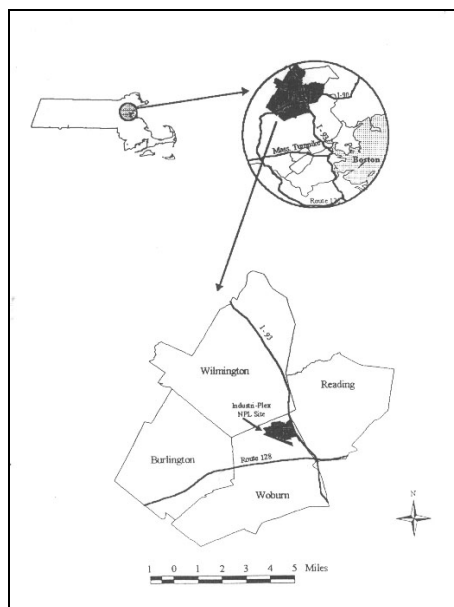 I-93
Mass. Turnpike
Boston
Route 128
I-93
Wilmington
Reading
Industri-Plex
NPL Site
Burlington
Route 128
Woburn
N
1 0 1 2 3 4 5 Miles